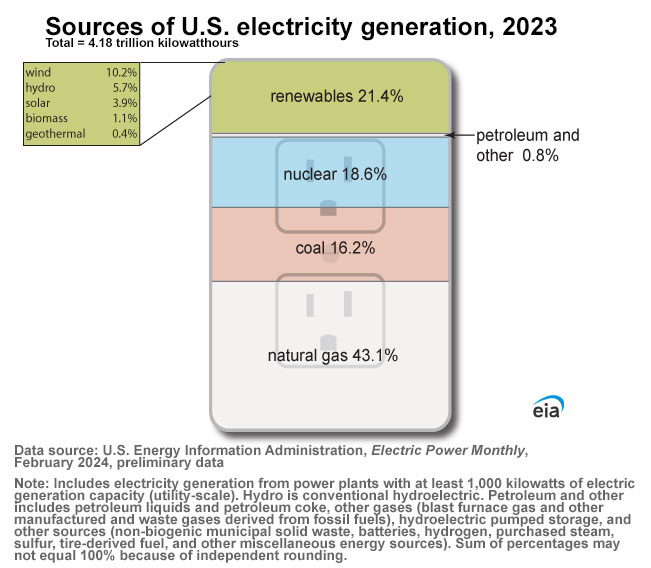 Sources of U.S. electricity generation, 2023
Total = 4.18 trillion kilowatthours
wind 10.2%
hydro 5.7%
solar 3.9%
biomass 1.1%
geothermal 0.4%
renewables 21.4%
petroleum and
other 0.8%
nuclear 18.6%
coal 16.2%
natural gas 43.1%
eia
Data source: U.S. Energy Information Administration, Electric Power Monthly,
February 2024, preliminary data
Note: Includes electricity generation from power plants with at least 1,000 kilowatts of electric
generation capacity (utility-scale). Hydro is conventional hydroelectric. Petroleum and other
includes petroleum liquids and petroleum coke, other gases (blast furnace gas and other
manufactured and waste gases derived from fossil fuels), hydroelectric pumped storage, and
other sources (non-biogenic municipal solid waste, batteries, hydrogen, purchased steam,
sulfur, tire-derived fuel, and other miscellaneous energy sources). Sum of percentages may
not equal 100% because of independent rounding.